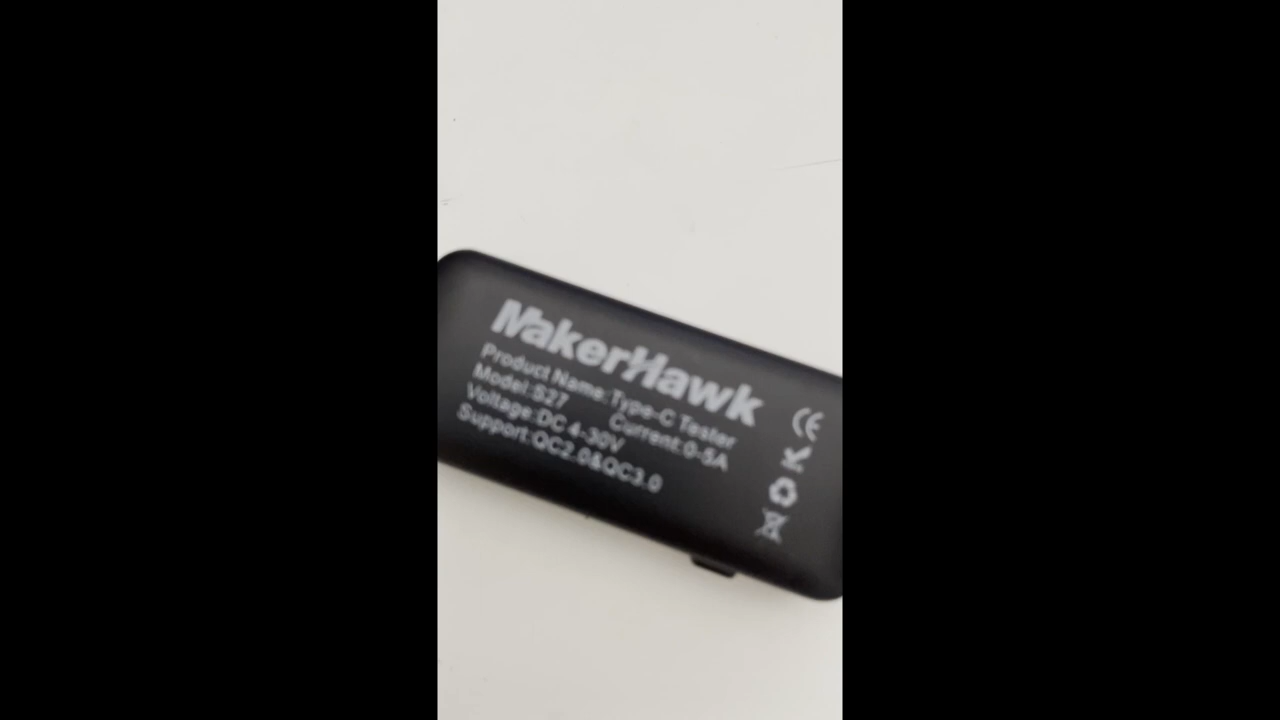 MakerHawk
Product Name:Type-C Tester
Model:S27 Current:0-5A
Voltage:DC 4-30V
Support:QC2.0&QC3.0
CE